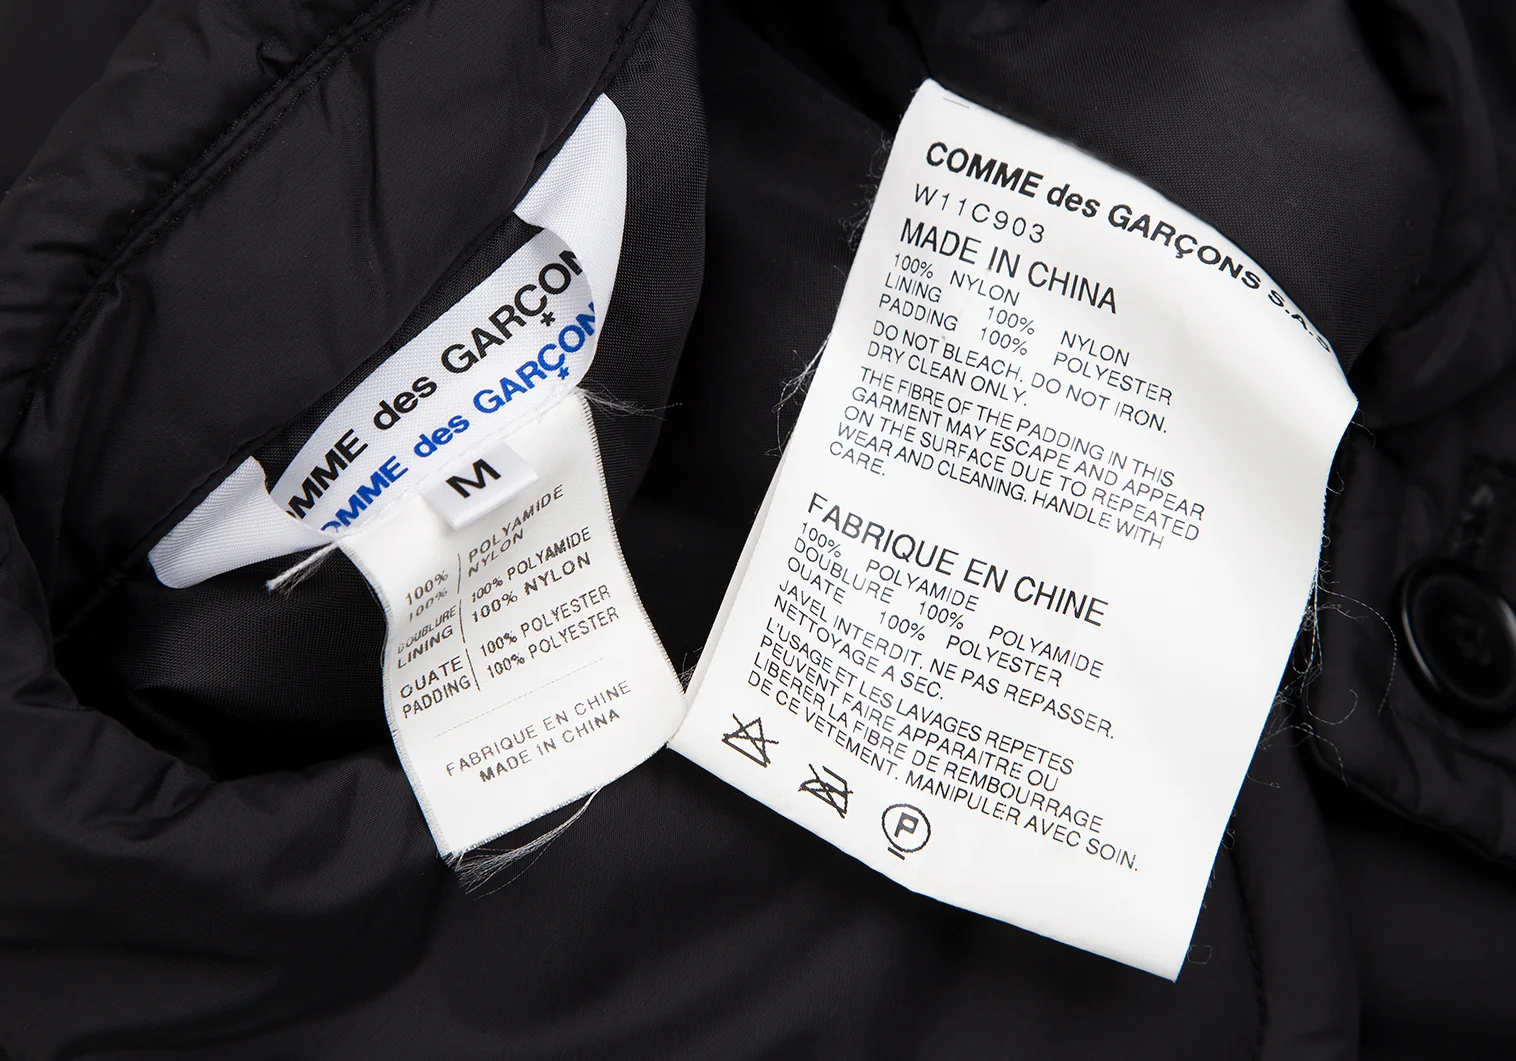 OMME des GARÇON
OMME des GARÇON
M
100% POLYAMIDE
100% NYLON
DOUBLURE 100% POLYAMIDE
LINING 100% NYLON
OUATE 100% POLYESTER
PADDING 100% POLYESTER
FABRIQUE EN CHINE
MADE IN CHINA
COMME des GARÇONS S.A.S
W11C903
MADE IN CHINA
100% NYLON
LINING 100% NYLON
PADDING 100% POLYESTER
DO NOT BLEACH, DO NOT IRON.
DRY CLEAN ONLY.
THE FIBRE OF THE PADDING IN THIS
GARMENT MAY ESCAPE AND APPEAR
ON THE SURFACE DUE TO REPEATED
WEAR AND CLEANING. HANDLE WITH
CARE.
FABRIQUE EN CHINE
100% POLYAMIDE
DOUBLURE 100% POLYAMIDE
OUATE 100% POLYESTER
JAVEL INTERDIT. NE PAS REPASSER.
NETTOYAGE A SEC.
L'USAGE ET LES LAVAGES REPETES
PEUVENT FAIRE APPARAITRE OU
LIBERER LA FIBRE DE REMBOURRAGE
DE CE VETEMENT. MANIPULER AVEC SOIN.
P